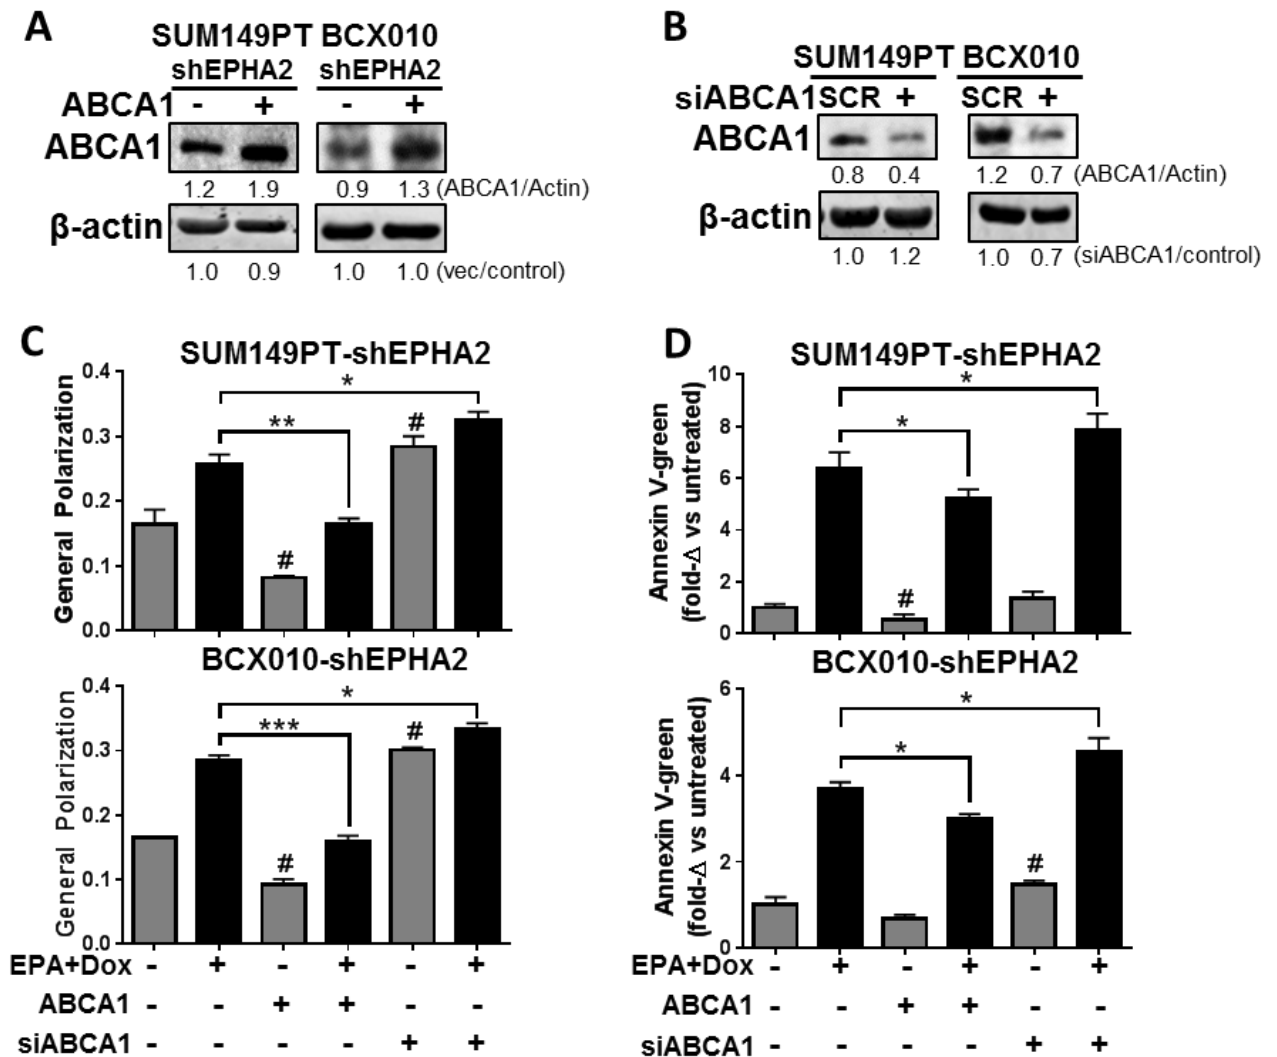 A
SUM149PT BCX010
shEPHA2 shEPHA2
ABCA1 - + - +
ABCA1
1.2 1.9 0.9 1.3 (ABCA1/Actin)
β-actin
1.0 0.9 1.0 1.0 (vec/control)
B
SUM149PT BCX010
siABCA1 SCR + SCR +
ABCA1
0.8 0.4 1.2 0.7 (ABCA1/Actin)
β-actin
1.0 1.2 1.0 0.7 (siABCA1/control)
C
SUM149PT-shEPHA2
General Polarization
0.4
0.3
0.2
0.1
0.0
*
**
#
#
BCX010-shEPHA2
General Polarization
0.4
0.3
0.2
0.1
0.0
*
***
#
#
EPA+Dox - + - + - +
ABCA1 - - + + - -
siABCA1 - - - - + +
D
SUM149PT-shEPHA2
Annexin V-green
(fold-Δ vs untreated)
10
8
6
4
2
0
*
*
#
BCX010-shEPHA2
Annexin V-green
(fold-Δ vs untreated)
6
4
2
0
*
*
#
EPA+Dox - + - + - +
ABCA1 - - + + - -
siABCA1 - - - - + +